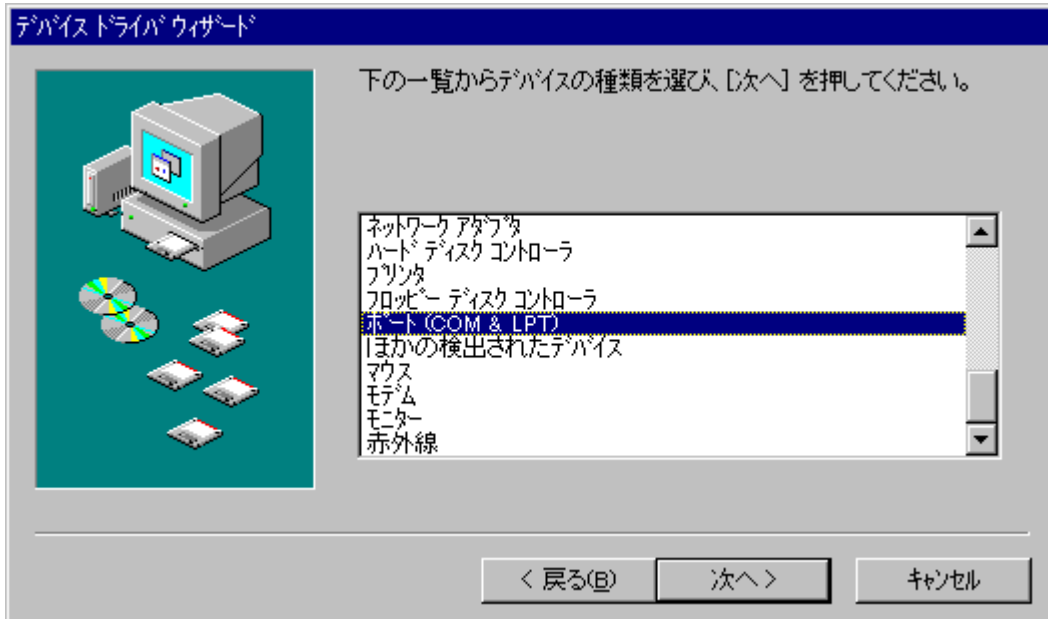 デバイス ドライバ ウィザード
下の一覧からデバイスの種類を選び、[次へ] を押してください。
ネットワーク アダプタ
ハード ディスク コントローラ
プリンタ
フロッピー ディスク コントローラ
ポート (COM & LPT)
ほかの検出されたデバイス
マウス
モデム
モニター
赤外線
< 戻る(B)
次へ >
キャンセル